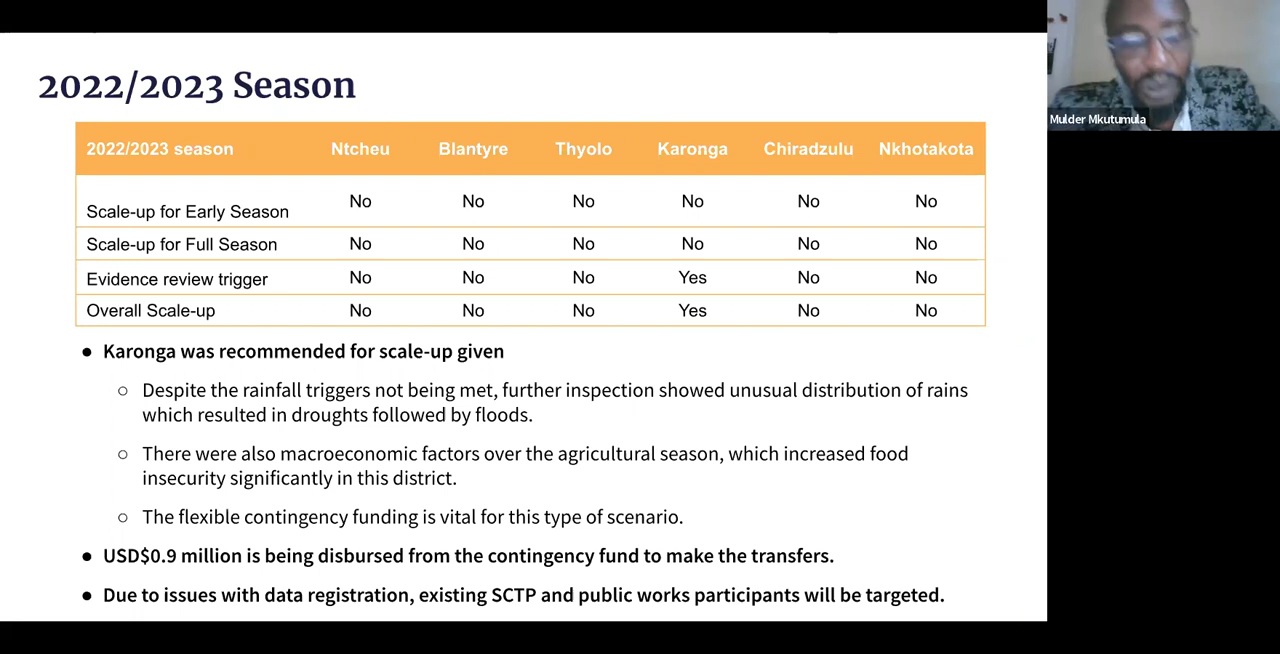 2022/2023 Season
Mulder Mkutumula
2022/2023 season Ntcheu Blantyre Thyolo Karonga Chiradzulu Nkhotakota
Scale-up for Early Season No No No No No No
Scale-up for Full Season No No No No No No
Evidence review trigger No No No Yes No No
Overall Scale-up No No No Yes No No
● Karonga was recommended for scale-up given
○ Despite the rainfall triggers not being met, further inspection showed unusual distribution of rains
which resulted in droughts followed by floods.
○ There were also macroeconomic factors over the agricultural season, which increased food
insecurity significantly in this district.
○ The flexible contingency funding is vital for this type of scenario.
● USD$0.9 million is being disbursed from the contingency fund to make the transfers.
● Due to issues with data registration, existing SCTP and public works participants will be targeted.